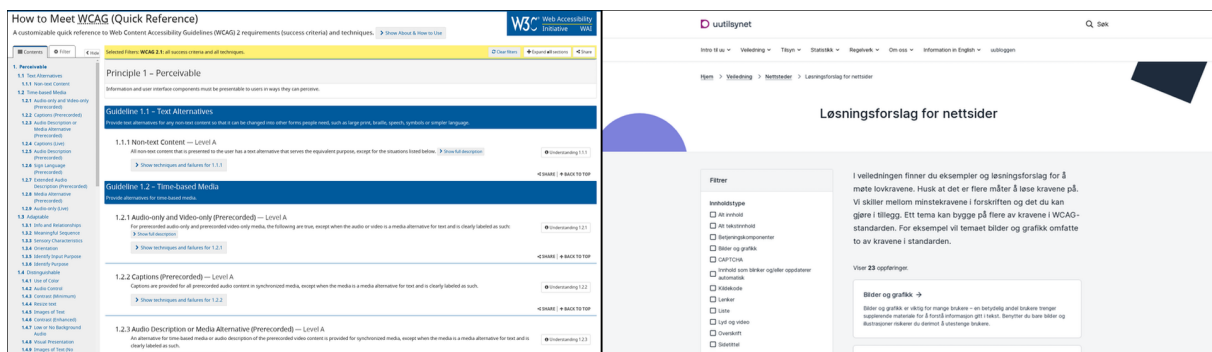 How to Meet WCAG (Quick Reference)
A customizable quick reference to Web Content Accessibility Guidelines (WCAG) 2 requirements (success criteria) and techniques. Show About & How to Use
W3C Web Accessibility Initiative WAI
Contents Filter Hide
Selected Filters: WCAG 2.1: all success criteria and all techniques.
Clear filters Expand all sections Share
1. Perceivable
1.1 Text Alternatives
1.1.1 Non-text Content
1.2 Time-based Media
1.2.1 Audio-only and Video-only (Prerecorded)
1.2.2 Captions (Prerecorded)
1.2.3 Audio Description or Media Alternative (Prerecorded)
1.2.4 Captions (Live)
1.2.5 Audio Description (Prerecorded)
1.2.6 Sign Language (Prerecorded)
1.2.7 Extended Audio Description (Prerecorded)
1.2.8 Media Alternative (Prerecorded)
1.2.9 Audio-only (Live)
1.3 Adaptable
1.3.1 Info and Relationships
1.3.2 Meaningful Sequence
1.3.3 Sensory Characteristics
1.3.4 Orientation
1.3.5 Identify Input Purpose
1.3.6 Identify Purpose
1.4 Distinguishable
1.4.1 Use of Color
1.4.2 Audio Control
1.4.3 Contrast (Minimum)
1.4.4 Resize text
1.4.5 Images of Text
1.4.6 Contrast (Enhanced)
1.4.7 Low or No Background Audio
1.4.8 Visual Presentation
1.4.9 Images of Text (No
Principle 1 – Perceivable
Information and user interface components must be presentable to users in ways they can perceive.
Guideline 1.1 – Text Alternatives
Provide text alternatives for any non-text content so that it can be changed into other forms people need, such as large print, braille, speech, symbols or simpler language.
1.1.1 Non-text Content — Level A
All non-text content that is presented to the user has a text alternative that serves the equivalent purpose, except for the situations listed below. Show full description
Understanding 1.1.1
Show techniques and failures for 1.1.1
SHARE | BACK TO TOP
Guideline 1.2 – Time-based Media
Provide alternatives for time-based media.
1.2.1 Audio-only and Video-only (Prerecorded) — Level A
For prerecorded audio-only and prerecorded video-only media, the following are true, except when the audio or video is a media alternative for text and is clearly labeled as such:
Show full description
Understanding 1.2.1
Show techniques and failures for 1.2.1
SHARE | BACK TO TOP
1.2.2 Captions (Prerecorded) — Level A
Captions are provided for all prerecorded audio content in synchronized media, except when the media is a media alternative for text and is clearly labeled as such.
Understanding 1.2.2
Show techniques and failures for 1.2.2
SHARE | BACK TO TOP
1.2.3 Audio Description or Media Alternative (Prerecorded) — Level A
An alternative for time-based media or audio description of the prerecorded video content is provided for synchronized media, except when the media is a media alternative for text and is
clearly labeled as such.
Understanding 1.2.3
uutilsynet
Søk
Intro til uu Veiledning Tilsyn Statistikk Regelverk Om oss Information in English uubloggen
Hjem > Veiledning > Nettsteder > Løsningsforslag for nettsider
Løsningsforslag for nettsider
Filtrer
Innholdstype
Alt innhold
Alt tekstinnhold
Betjeningskomponenter
Bilder og grafikk
CAPTCHA
Innhold som blinker og/eller oppdaterer
automatisk
Kildekode
Lenker
Liste
Lyd og video
Overskrift
Sidetittel
I veiledningen finner du eksempler og løsningsforslag for å
møte lovkravene. Husk at det er flere måter å løse kravene på.
Vi skiller mellom minstekravene i forskriften og det du kan
gjøre i tillegg. Ett tema kan bygge på flere av kravene i WCAG-
standarden. For eksempel vil temaet bilder og grafikk omfatte
to av kravene i standarden.
Viser 23 oppføringer.
Bilder og grafikk →
Bilder og grafikk er viktig for mange brukere – en betydelig andel brukere trenger
supplerende materiale for å forstå informasjon gitt i tekst. Benytter du bare bilder og
illustrasjoner risikerer du derimot å utestenge brukere.